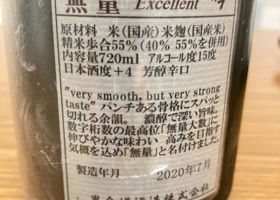 無量 Excellent
原材料 米(国産)米麹(国産米)
精米歩合55%(40% 55%を併用)
内容量720ml アルコール度15度
日本酒度+4 芳醇辛口
"very smooth, but very strong
taste" パンチある骨格にスパッと
切れる余韻。 濃醇で深い旨味。
数字桁数の最高位「無量大数」に
伸びやかな味わい 高みを目指す
気概を込め「無量」と名付けました。
製造年月 2020年7月